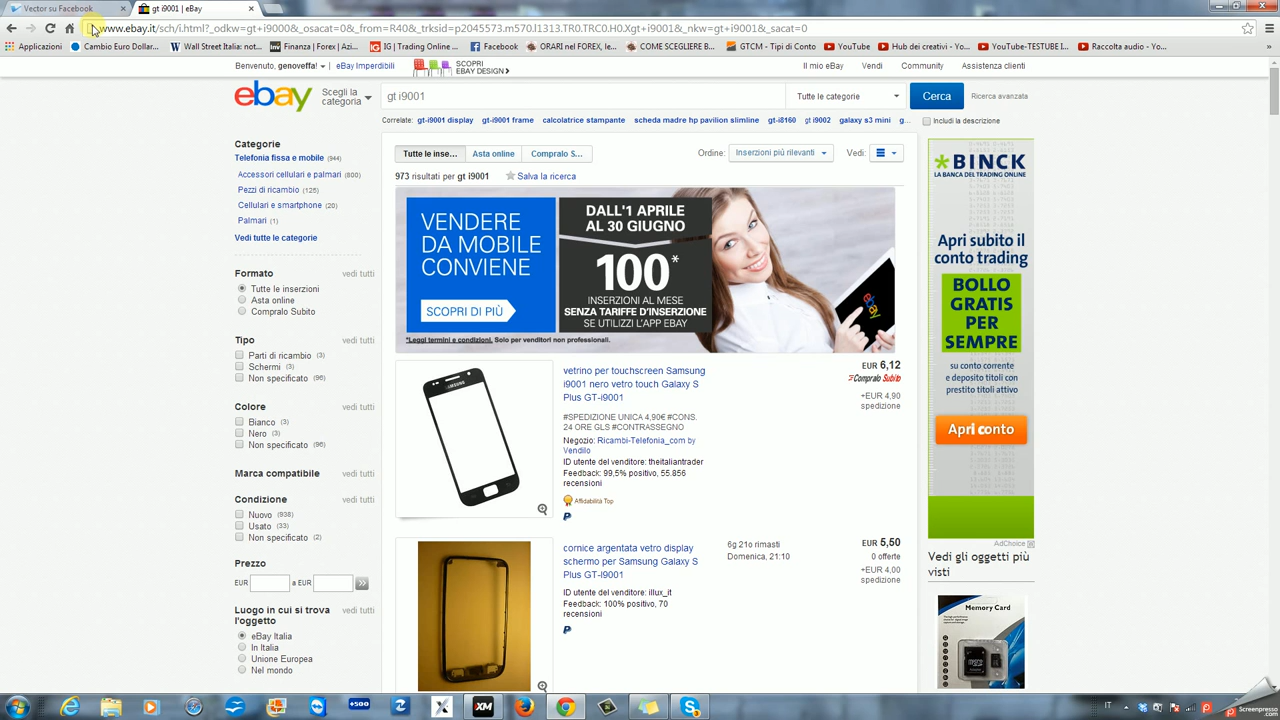 Vector su Facebook
gt i9001 | eBay
www.ebay.it/sch/i.html?_odkw=gt+i9000&_osacat=0&_from=R40&_trksid=p2045573.m570.l1313.TR0.TRC0.H0.Xgt+i9001&_nkw=gt+i9001&_sacat=0
Applicazioni Cambio Euro Dollar... Wall Street Italia: not... Finanza | Forex | Azi... IG | Trading Online ... Facebook ORARI nel FOREX, le... COME SCEGLIERE B... GTCM - Tipi di Conto YouTube Hub dei creativi - Yo... YouTube-TESTUBE I... Raccolta audio - Yo... »
Benvenuto, genoveffa! eBay Imperdibili SCOPRI EBAY DESIGN Il mio eBay Vendi Community Assistenza clienti
ebay
Scegli la categoria
gt i9001 Tutte le categorie Cerca Ricerca avanzata
Correlate: gt-i9001 display gt-i9001 frame calcolatrice stampante scheda madre hp pavilion slimline gt-i8160 gt i9002 galaxy s3 mini g... Includi la descrizione
Categorie
Telefonia fissa e mobile (944)
Accessori cellulari e palmari (800)
Pezzi di ricambio (125)
Cellulari e smartphone (20)
Palmari (1)
Vedi tutte le categorie
Formato vedi tutti
Tutte le inserzioni
Asta online
Compralo Subito
Tipo vedi tutti
Parti di ricambio (3)
Schermi (3)
Non specificato (96)
Colore vedi tutti
Bianco (3)
Nero (3)
Non specificato (96)
Marca compatibile vedi tutti
Condizione vedi tutti
Nuovo (938)
Usato (33)
Non specificato (2)
Prezzo
EUR a EUR »
Luogo in cui si trova l'oggetto vedi tutti
eBay Italia
In Italia
Unione Europea
Nel mondo
Tutte le inse... Asta online Compralo S... Ordine: Inserzioni più rilevanti Vedi:
973 risultati per gt i9001 Salva la ricerca
VENDERE
DA MOBILE
CONVIENE
SCOPRI DI PIÙ
*Leggi termini e condizioni. Solo per venditori non professionali.
DALL'1 APRILE
AL 30 GIUGNO
100*
INSERZIONI AL MESE
SENZA TARIFFE D'INSERZIONE
SE UTILIZZI L'APP EBAY
ebay
SAMSUNG
vetrino per touchscreen Samsung
i9001 nero vetro touch Galaxy S
Plus GT-i9001
#SPEDIZIONE UNICA 4,90€ #CONS.
24 ORE GLS #CONTRASSEGNO
Negozio: Ricambi-Telefonia_com by
Vendilo
ID utente del venditore: theitaliantrader
Feedback: 99,5% positivo, 55.856
recensioni
Affidabilità Top
EUR 6,12
Compralo Subito
+EUR 4,90
spedizione
cornice argentata vetro display
schermo per Samsung Galaxy S
Plus GT-I9001
ID utente del venditore: illux_it
Feedback: 100% positivo, 70
recensioni
6g 21o rimasti
Domenica, 21:10
EUR 5,50
0 offerte
+EUR 4,00
spedizione
BINCK
LA BANCA DEL TRADING ONLINE
Apri subito il
conto trading
BOLLO
GRATIS
PER
SEMPRE
su conto corrente
e deposito titoli con
prestito titoli attivo
Apri conto
AdChoice
Vedi gli oggetti più
visti
Memory Card
+500
XM
IT
Screenpresso
.com